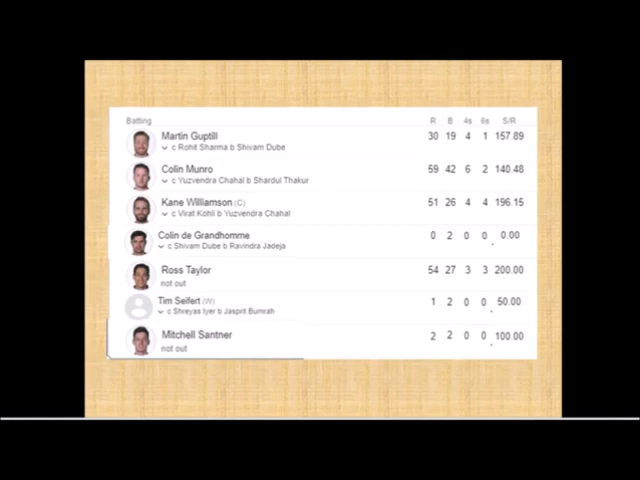 Batting R B 4s 6s S/R
Martin Guptill 30 19 4 1 157.89
c Rohit Sharma b Shivam Dube
Colin Munro 59 42 6 2 140.48
c Yuzvendra Chahal b Shardul Thakur
Kane Williamson (C) 51 26 4 4 196.15
c Virat Kohli b Yuzvendra Chahal
Colin de Grandhomme 0 2 0 0 0.00
c Shivam Dube b Ravindra Jadeja
Ross Taylor 54 27 3 3 200.00
not out
Tim Seifert (W) 1 2 0 0 50.00
c Shreyas Iyer b Jasprit Bumrah
Mitchell Santner 2 2 0 0 100.00
not out